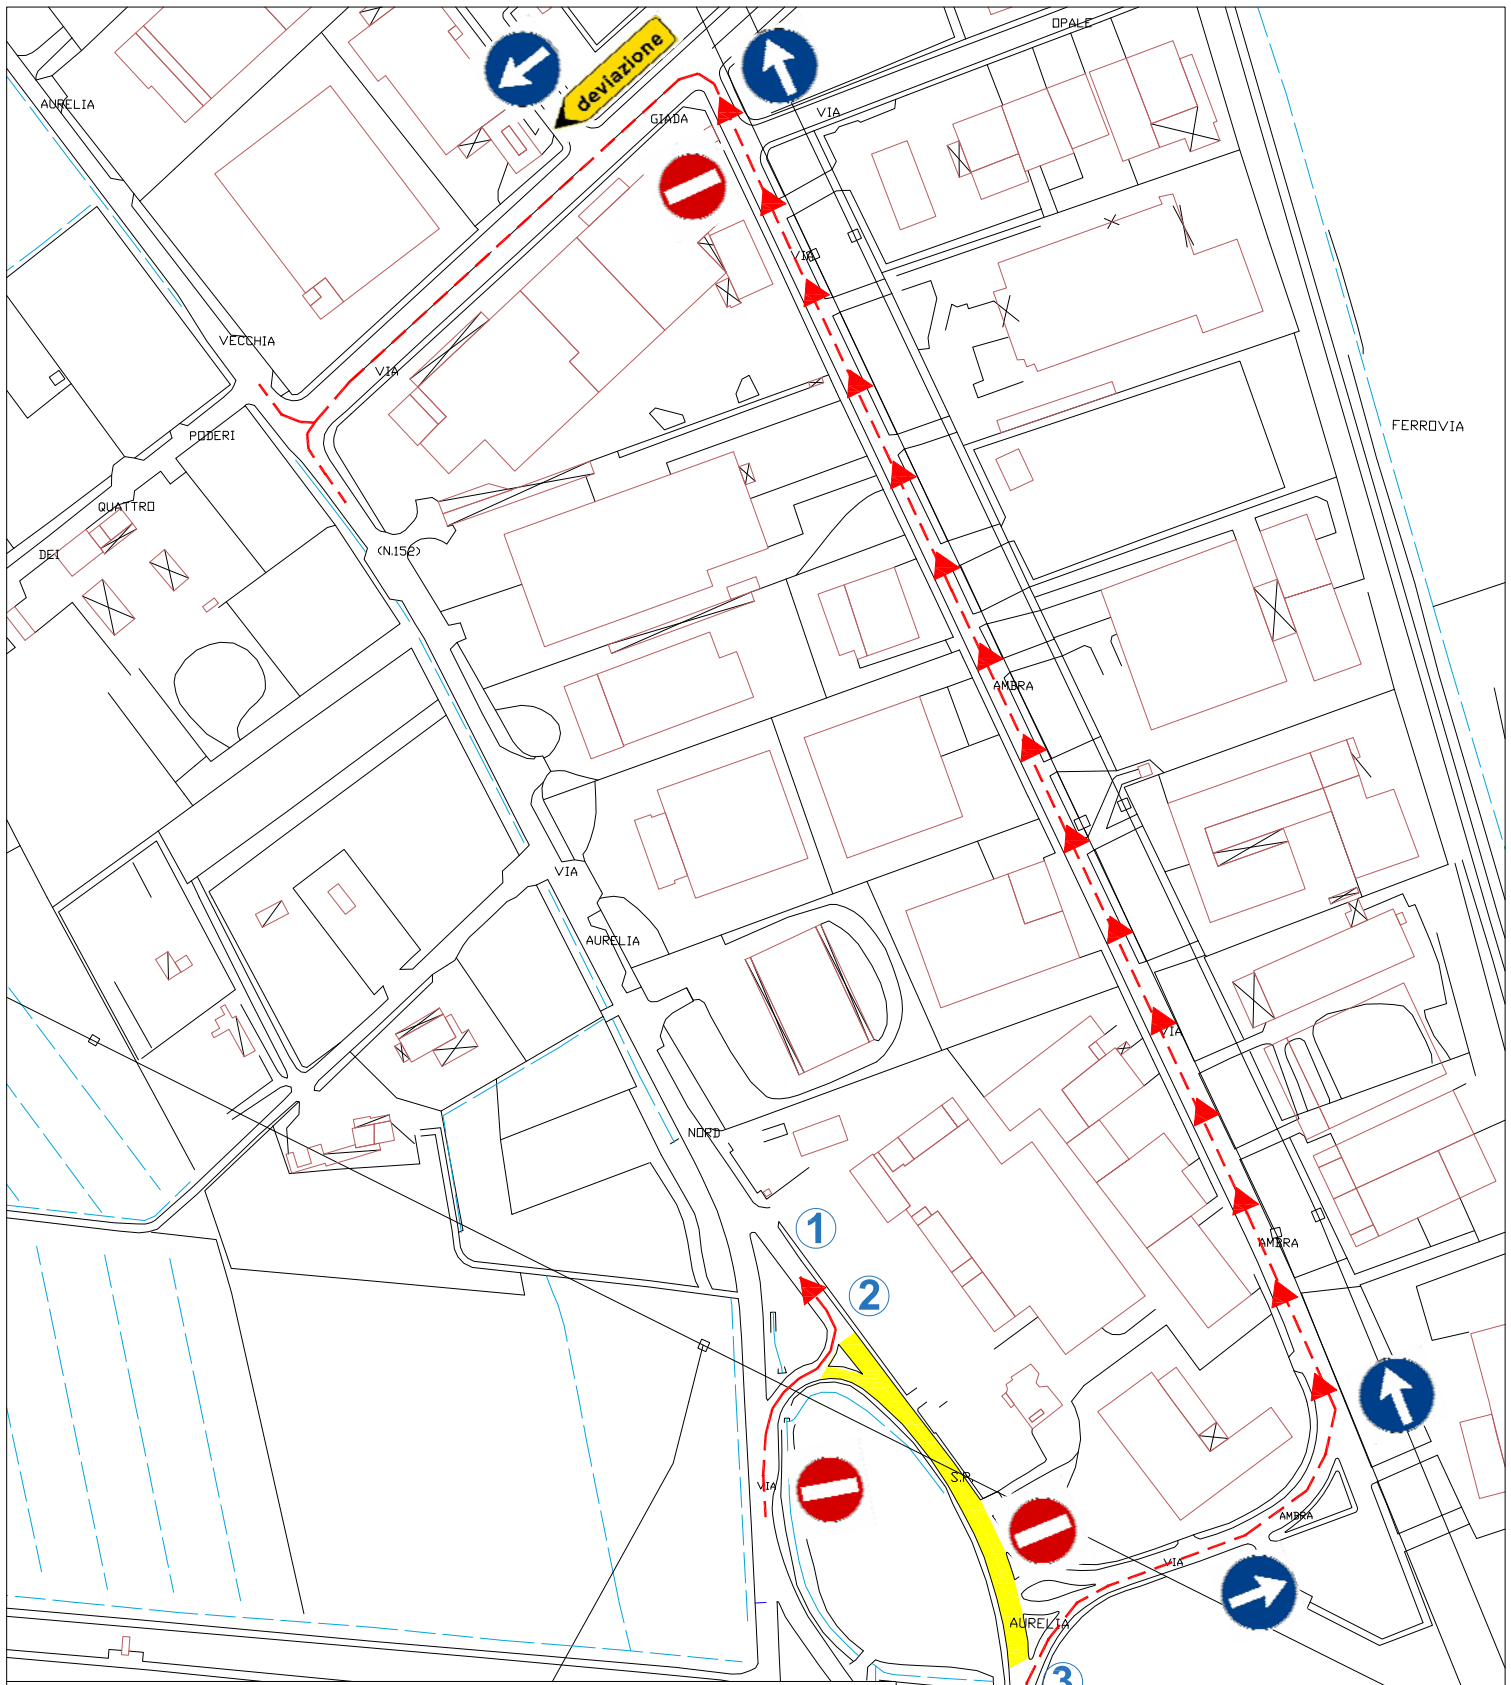 OPALE
AURELIA
deviazione
GIADA
VIA
VIA
VECCHIA
VIA
FERROVIA
PODERI
QUATTRO
DEI
(N.152)
AMBRA
VIA
AURELIA
VIA
NORD
1
AMBRA
2
S.P.
VIA
AMBRA
VIA
AURELIA
3